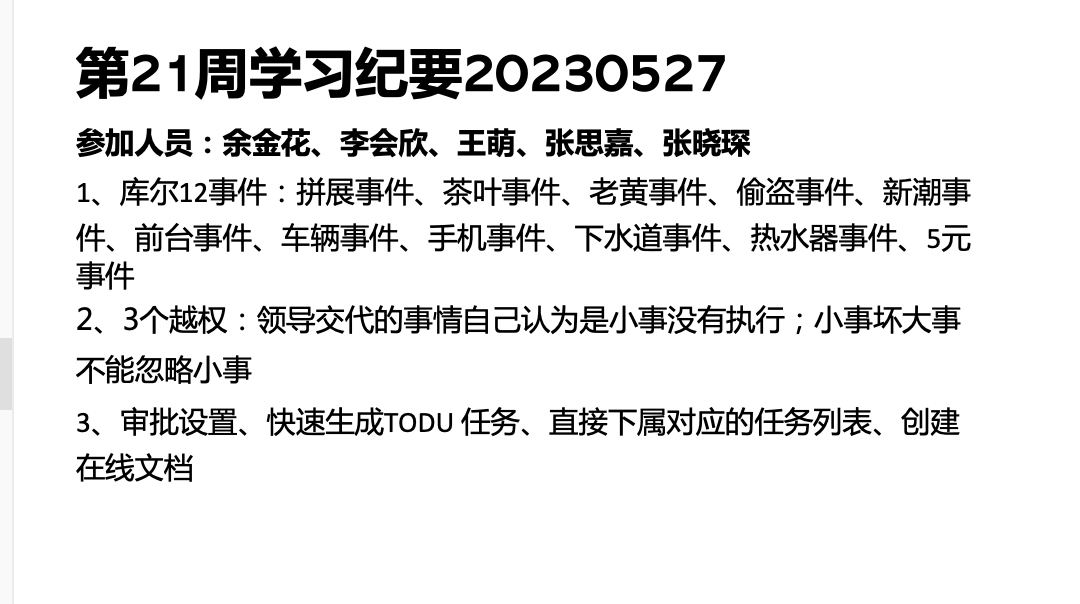 第21周学习纪要20230527
参加人员：余金花、李会欣、王萌、张思嘉、张晓琛
1、库尔12事件：拼展事件、茶叶事件、老黄事件、偷盗事件、新潮事
件、前台事件、车辆事件、手机事件、下水道事件、热水器事件、5元
事件
2、3个越权：领导交代的事情自己认为是小事没有执行；小事坏大事
不能忽略小事
3、审批设置、快速生成TODU 任务、直接下属对应的任务列表、创建
在线文档